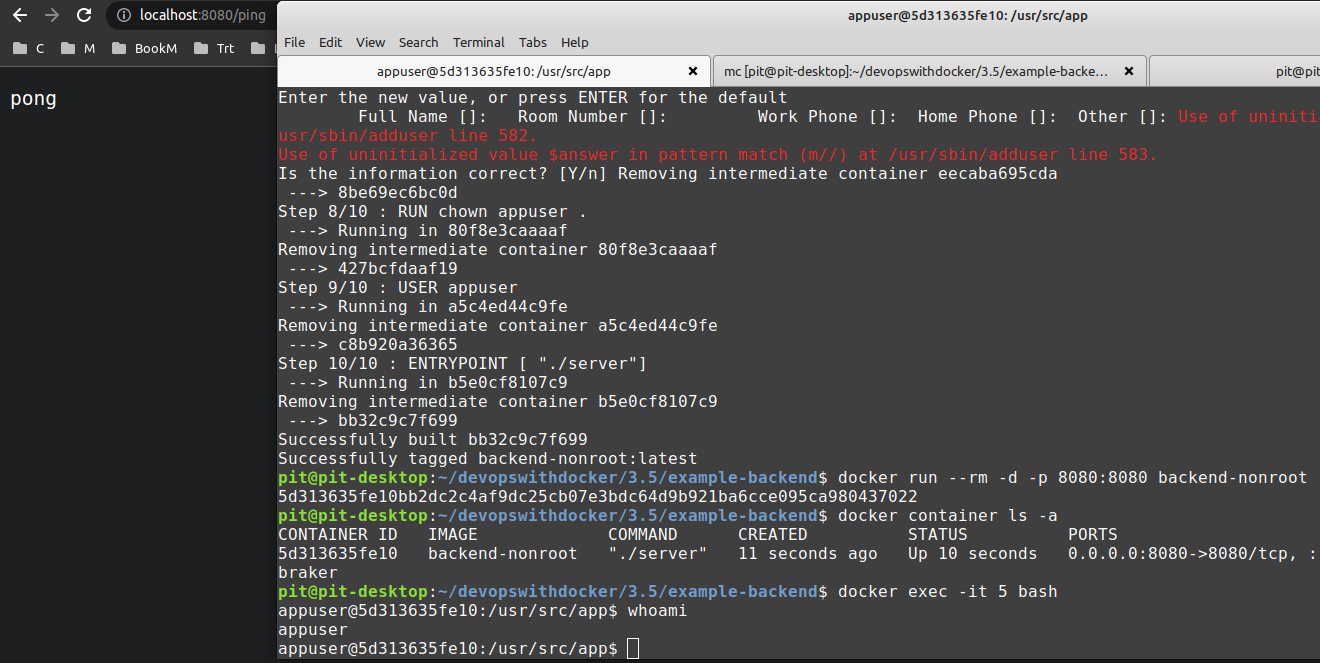 localhost:8080/ping
C M BookM Trt
pong
appuser@5d313635fe10: /usr/src/app
File Edit View Search Terminal Tabs Help
appuser@5d313635fe10: /usr/src/app × mc [pit@pit-desktop]:~/devopswithdocker/3.5/example-backe... × pit@pit
Enter the new value, or press ENTER for the default
Full Name []: Room Number []: Work Phone []: Home Phone []: Other []: Use of uniniti
usr/sbin/adduser line 582.
Use of uninitialized value $answer in pattern match (m//) at /usr/sbin/adduser line 583.
Is the information correct? [Y/n] Removing intermediate container eecaba695cda
---> 8be69ec6bc0d
Step 8/10 : RUN chown appuser .
---> Running in 80f8e3caaaaf
Removing intermediate container 80f8e3caaaaf
---> 427bcfdaaf19
Step 9/10 : USER appuser
---> Running in a5c4ed44c9fe
Removing intermediate container a5c4ed44c9fe
---> c8b920a36365
Step 10/10 : ENTRYPOINT [ "./server"]
---> Running in b5e0cf8107c9
Removing intermediate container b5e0cf8107c9
---> bb32c9c7f699
Successfully built bb32c9c7f699
Successfully tagged backend-nonroot:latest
pit@pit-desktop:~/devopswithdocker/3.5/example-backend$ docker run --rm -d -p 8080:8080 backend-nonroot
5d313635fe10bb2dc2c4af9dc25cb07e3bdc64d9b921ba6cce095ca980437022
pit@pit-desktop:~/devopswithdocker/3.5/example-backend$ docker container ls -a
CONTAINER ID IMAGE COMMAND CREATED STATUS PORTS
5d313635fe10 backend-nonroot "./server" 11 seconds ago Up 10 seconds 0.0.0.0:8080->8080/tcp, :
braker
pit@pit-desktop:~/devopswithdocker/3.5/example-backend$ docker exec -it 5 bash
appuser@5d313635fe10:/usr/src/app$ whoami
appuser
appuser@5d313635fe10:/usr/src/app$